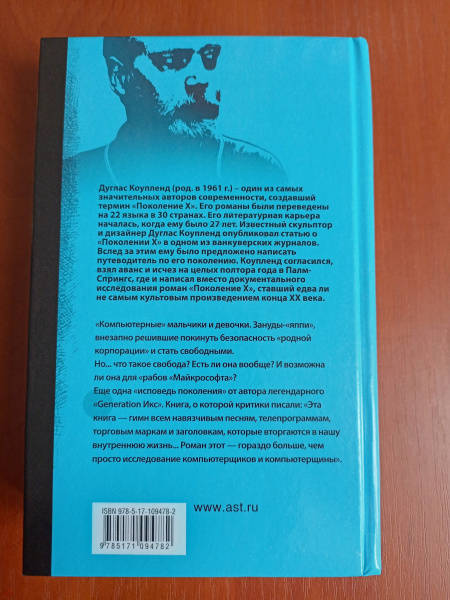 Дуглас Коупленд (род. в 1961 г.) – один из самых
значительных авторов современности, создавший
термин «Поколение X». Его романы были переведены
на 22 языка в 30 странах. Его литературная карьера
началась, когда ему было 27 лет. Известный скульптор
и дизайнер Дуглас Коупленд опубликовал статью о
«Поколении X» в одном из ванкуверских журналов.
Вслед за этим ему было предложено написать
путеводитель по его поколению. Коупленд согласился,
взял аванс и исчез на целых полтора года в Палм-
Спрингс, где и написал вместо документального
исследования роман «Поколение X», ставший едва ли
не самым культовым произведением конца XX века.
«Компьютерные» мальчики и девочки. Зануды-«яппи»,
внезапно решившие покинуть безопасность «родной
корпорации» и стать свободными.
Но... что такое свобода? Есть ли она вообще? И возможна
ли она для «рабов «Майкрософта»?
Еще одна «исповедь поколения» от автора легендарного
«Generation Икс». Книга, о которой критики писали: «Эта
книга — гимн всем навязчивым песням, телепрограммам,
торговым маркам и заголовкам, которые вторгаются в нашу
внутреннюю жизнь... Роман этот — гораздо больше, чем
просто исследование компьютерщиков и компьютерщины».
ISBN 978-5-17-109478-2
9785171094782
www.ast.ru